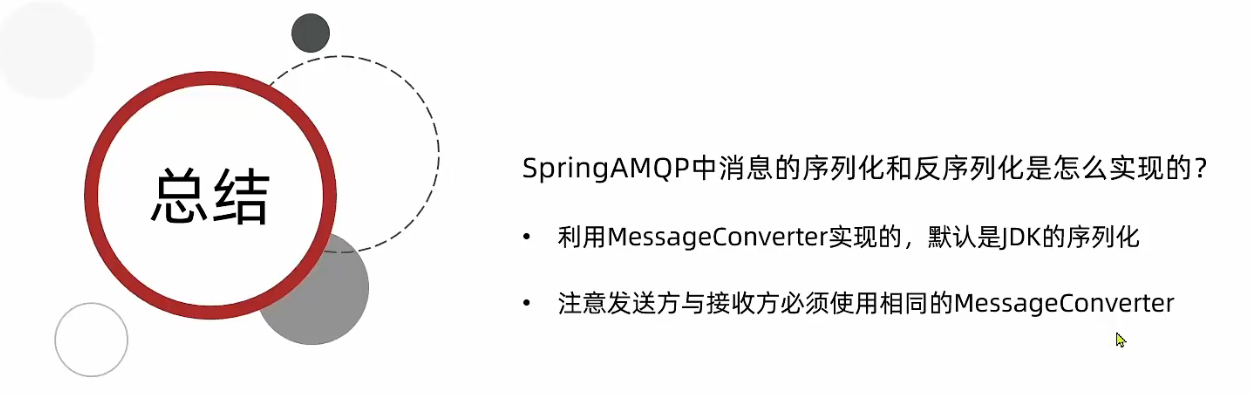 总结
SpringAMQP中消息的序列化和反序列化是怎么实现的？
• 利用MessageConverter实现的，默认是JDK的序列化
• 注意发送方与接收方必须使用相同的MessageConverter